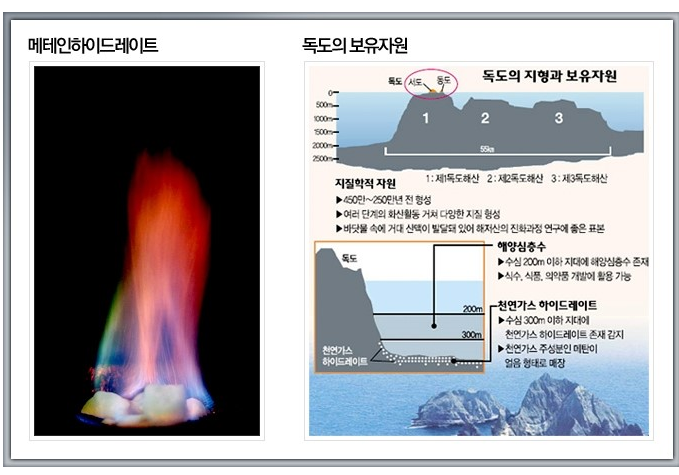 메테인하이드레이트
독도의 보유자원
독도의 지형과 보유자원
독도 서도 동도
0
500m
1000m
1500m
2000m
2500m
1 2 3
55㎞
1 : 제1독도해산 2 : 제2독도해산 3 : 제3독도해산
지질학적 자원
▶450만~250만년 전 형성
▶여러 단계의 화산활동 거쳐 다양한 지질 형성
▶바닷물 속에 거대 산맥이 발달돼 있어 해저산의 진화과정 연구에 좋은 표본
독도
200m
300m
천연가스
하이드레이트
해양심층수
▶수심 200m 이하 지대에 해양심층수 존재
▶식수, 식품, 의약품 개발에 활용 가능
천연가스 하이드레이트
▶수심 300m 이하 지대에
천연가스 하이드레이트 존재 감지
▶천연가스 주성분인 메탄이
얼음 형태로 매장